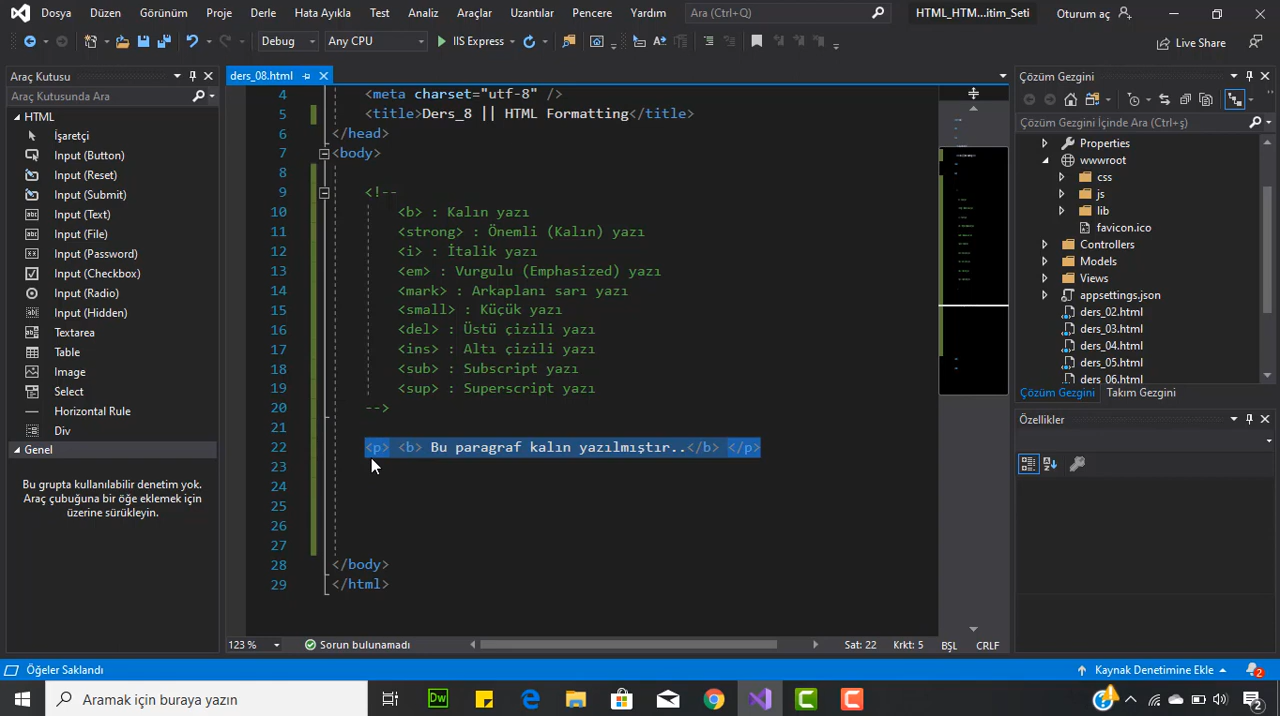 Dosya Düzen Görünüm Proje Derle Hata Ayıkla Test Analiz Araçlar Uzantılar Pencere Yardım Ara (Ctrl+Q) HTML_HTM...itim_Seti Oturum aç
Debug Any CPU IIS Express Live Share
Araç Kutusu
Araç Kutusunda Ara
HTML
İşaretçi
Input (Button)
Input (Reset)
Input (Submit)
Input (Text)
Input (File)
Input (Password)
Input (Checkbox)
Input (Radio)
Input (Hidden)
Textarea
Table
Image
Select
Horizontal Rule
Div
Genel
Bu grupta kullanılabilir denetim yok.
Araç çubuğuna bir öğe eklemek için
üzerine sürükleyin.
ders_08.html
4 <meta charset="utf-8" />
5 <title>Ders_8 || HTML Formatting</title>
6 </head>
7 <body>
8
9 <!--
10 <b> : Kalın yazı
11 <strong> : Önemli (Kalın) yazı
12 <i> : İtalik yazı
13 <em> : Vurgulu (Emphasized) yazı
14 <mark> : Arkaplanı sarı yazı
15 <small> : Küçük yazı
16 <del> : Üstü çizili yazı
17 <ins> : Altı çizili yazı
18 <sub> : Subscript yazı
19 <sup> : Superscript yazı
20 -->
21
22 <p> <b> Bu paragraf kalın yazılmıştır..</b> </p>
23
24
25
26
27
28 </body>
29 </html>
123 % Sorun bulunamadı Sat: 22 Krkt: 5 BŞL CRLF
Çözüm Gezgini
Çözüm Gezgini İçinde Ara (Ctrl+ş)
Properties
wwwroot
css
js
lib
favicon.ico
Controllers
Models
Views
appsettings.json
ders_02.html
ders_03.html
ders_04.html
ders_05.html
ders_06.html
Çözüm Gezgini Takım Gezgini
Özellikler
Öğeler Saklandı Kaynak Denetimine Ekle 2
Aramak için buraya yazın Dw 2